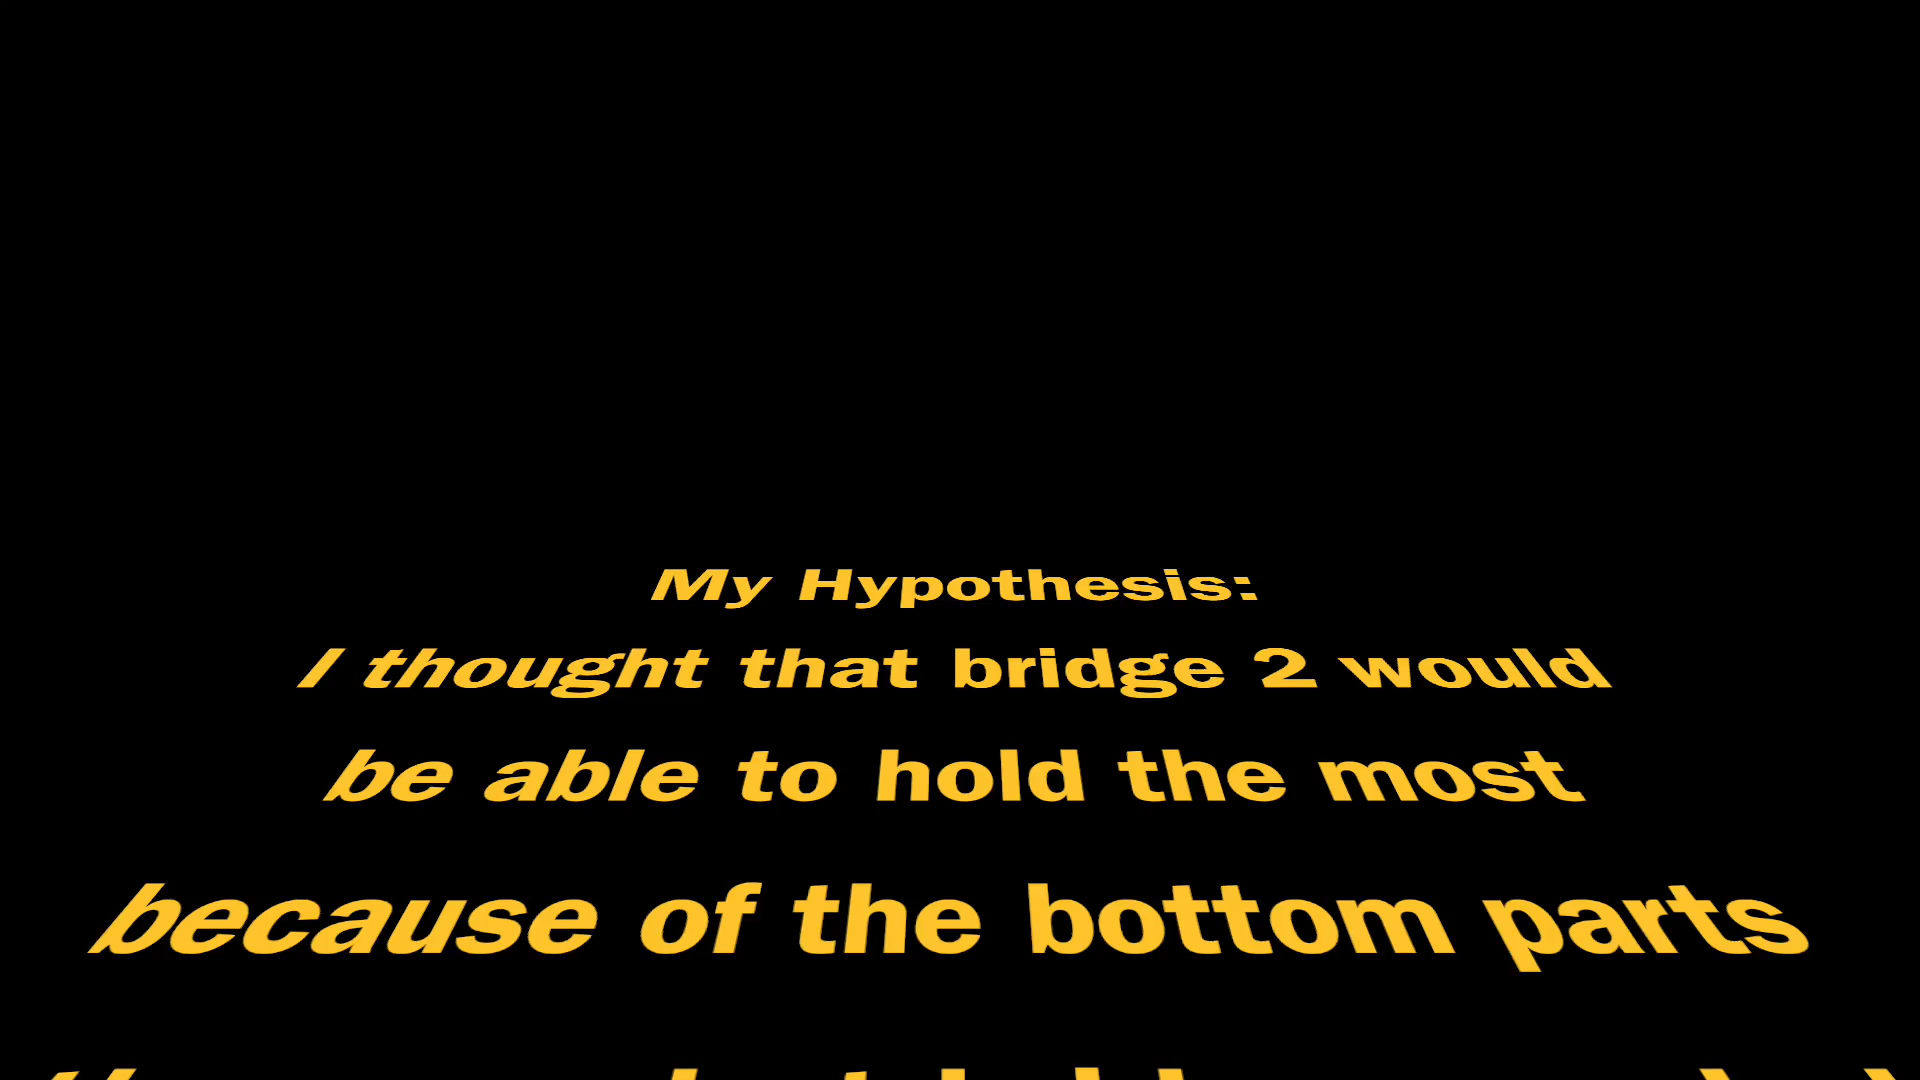 My Hypothesis:
I thought that bridge 2 would
be able to hold the most
because of the bottom parts